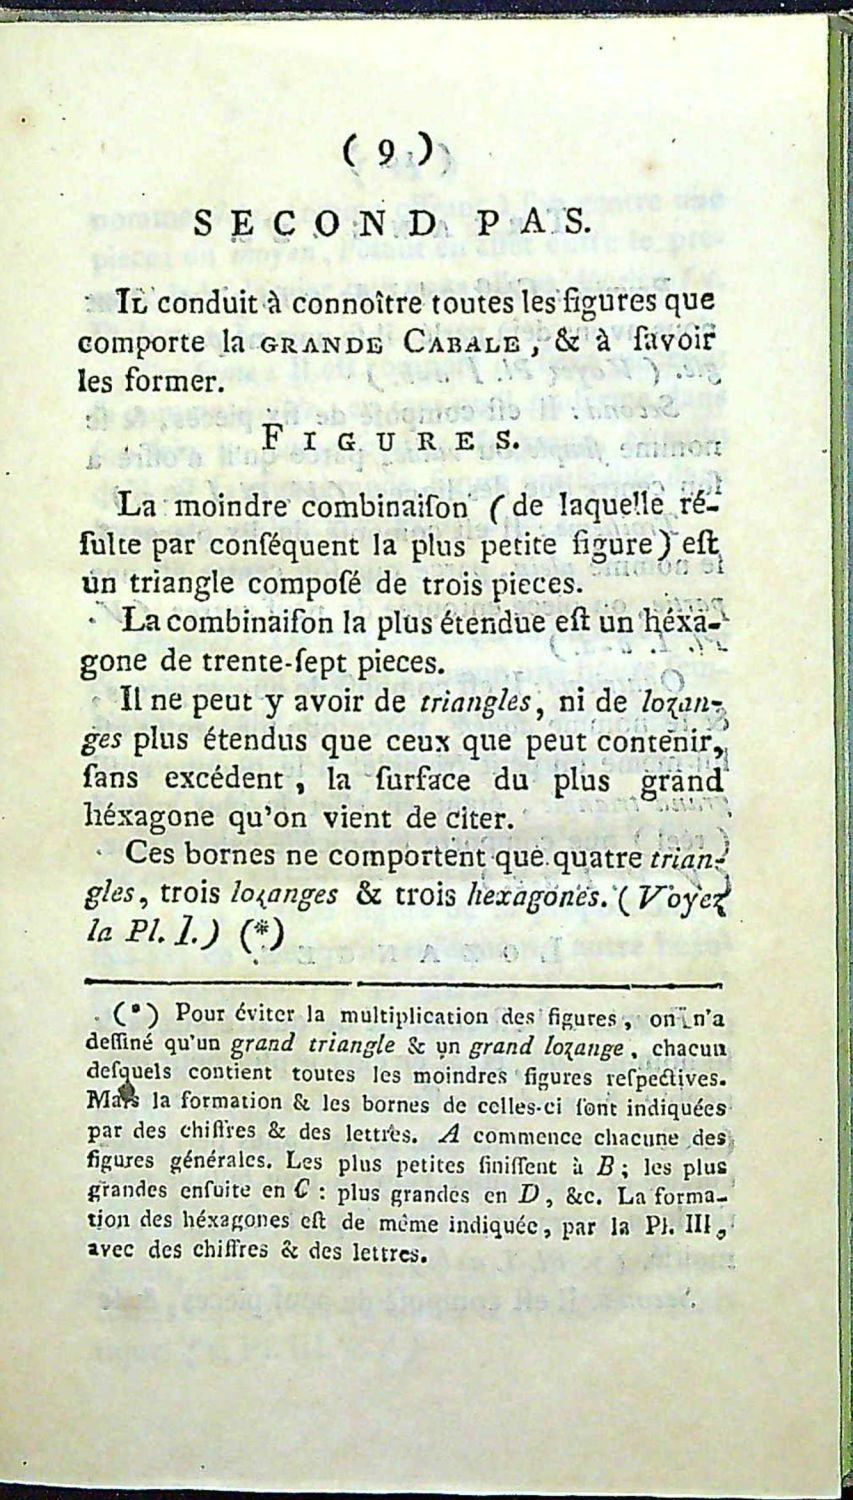 ( 9 )
SECOND PAS.
IL conduit à connoître toutes les figures que
comporte la GRANDE CABALE, & à ſavoir
les former.
FIGURES.
La moindre combinaiſon (de laquelle ré-
ſulte par conſéquent la plus petite figure) eſt
un triangle compoſé de trois pieces.
La combinaiſon la plus étendue eſt un héxa-
gone de trente-ſept pieces.
Il ne peut y avoir de triangles, ni de lozan-
ges plus étendus que ceux que peut contenir,
ſans excédent, la ſurface du plus grand
héxagone qu'on vient de citer.
Ces bornes ne comportent que quatre trian-
gles, trois lozanges & trois hexagones. (Voyez
la Pl. I.) (*)
(*) Pour éviter la multiplication des figures, on n'a
deſſiné qu'un grand triangle & un grand lozange, chacun
deſquels contient toutes les moindres figures reſpectives.
Mais la formation & les bornes de celles-ci ſont indiquées
par des chiffres & des lettres. A commence chacune des
figures générales. Les plus petites finiſſent à B; les plus
grandes enſuite en C : plus grandes en D, &c. La forma-
tion des héxagones eſt de même indiquée, par la Pl. III,
avec des chiffres & des lettres.